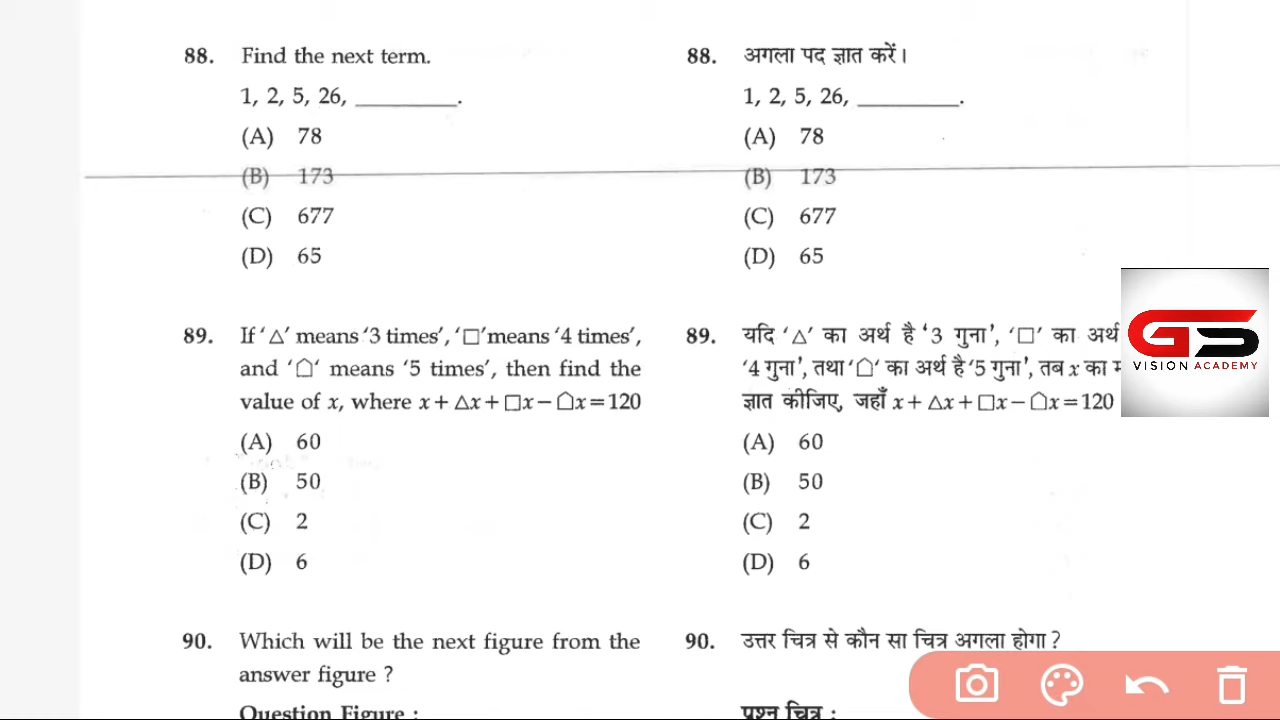 88. Find the next term.
1, 2, 5, 26, __________.
(A) 78
(B) 173
(C) 677
(D) 65
89. If ‘△’ means ‘3 times’, ‘□’ means ‘4 times’,
and ‘⌂’ means ‘5 times’, then find the
value of x, where x + △x + □x − ⌂x = 120
(A) 60
(B) 50
(C) 2
(D) 6
90. Which will be the next figure from the
answer figure ?
Question Figure :
88. अगला पद ज्ञात करें।
1, 2, 5, 26, __________.
(A) 78
(B) 173
(C) 677
(D) 65
89. यदि ‘△’ का अर्थ है ‘3 गुना’, ‘□’ का अर्थ
‘4 गुना’, तथा ‘⌂’ का अर्थ है ‘5 गुना’, तब x का
ज्ञात कीजिए, जहाँ x + △x + □x − ⌂x = 120
(A) 60
(B) 50
(C) 2
(D) 6
90. उत्तर चित्र से कौन सा चित्र अगला होगा ?
प्रश्न चित्र :
GS
VISION ACADEMY